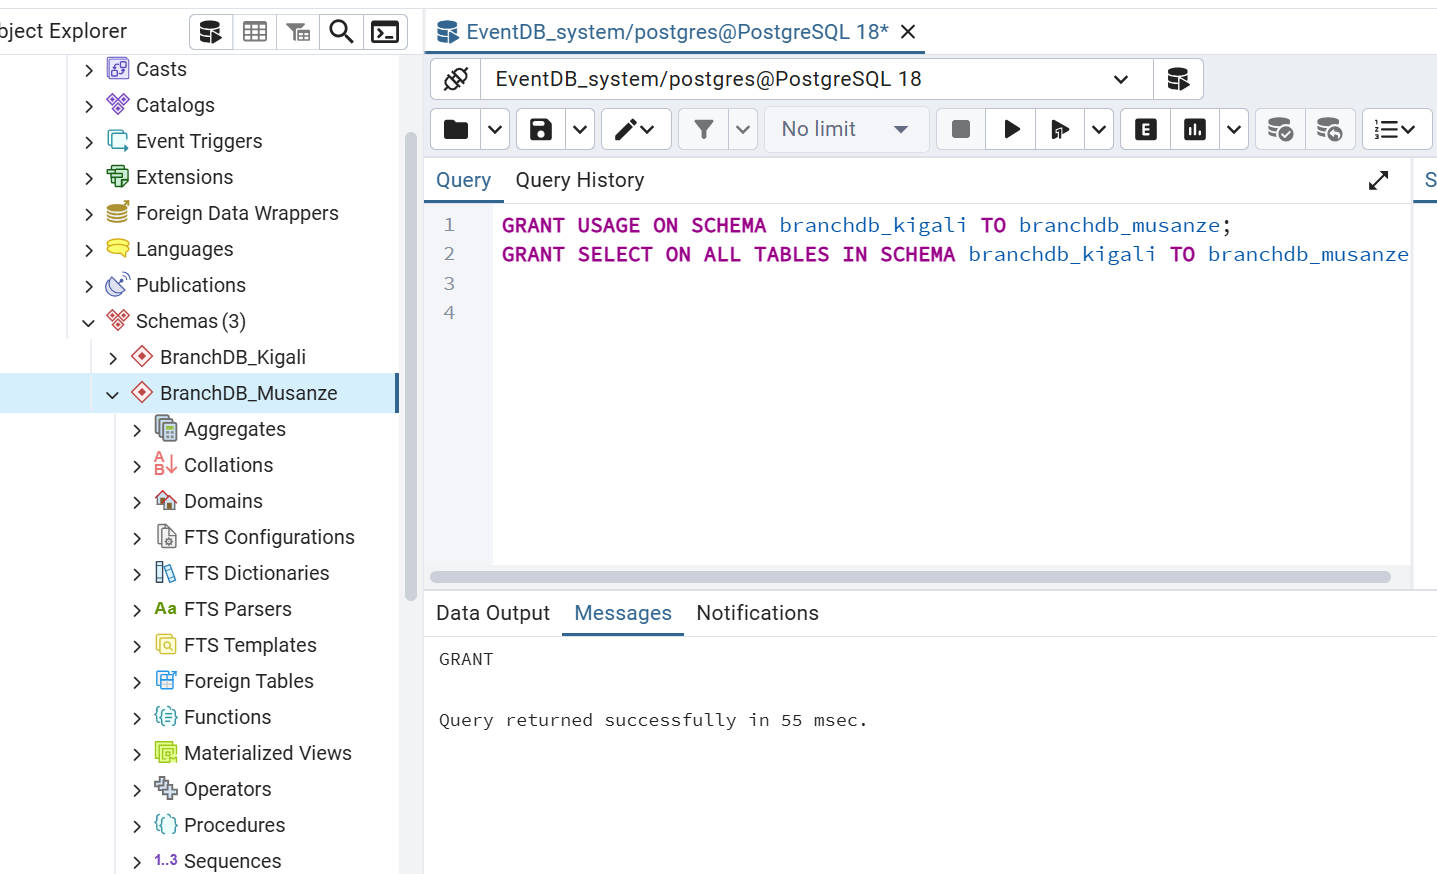 bject Explorer
EventDB_system/postgres@PostgreSQL 18*
Casts
Catalogs
Event Triggers
Extensions
Foreign Data Wrappers
Languages
Publications
Schemas (3)
BranchDB_Kigali
BranchDB_Musanze
Aggregates
Collations
Domains
FTS Configurations
FTS Dictionaries
Aa FTS Parsers
FTS Templates
Foreign Tables
Functions
Materialized Views
Operators
Procedures
1..3 Sequences
EventDB_system/postgres@PostgreSQL 18
No limit
E
Query Query History
S
1 GRANT USAGE ON SCHEMA branchdb_kigali TO branchdb_musanze;
2 GRANT SELECT ON ALL TABLES IN SCHEMA branchdb_kigali TO branchdb_musanze
3
4
Data Output Messages Notifications
GRANT
Query returned successfully in 55 msec.